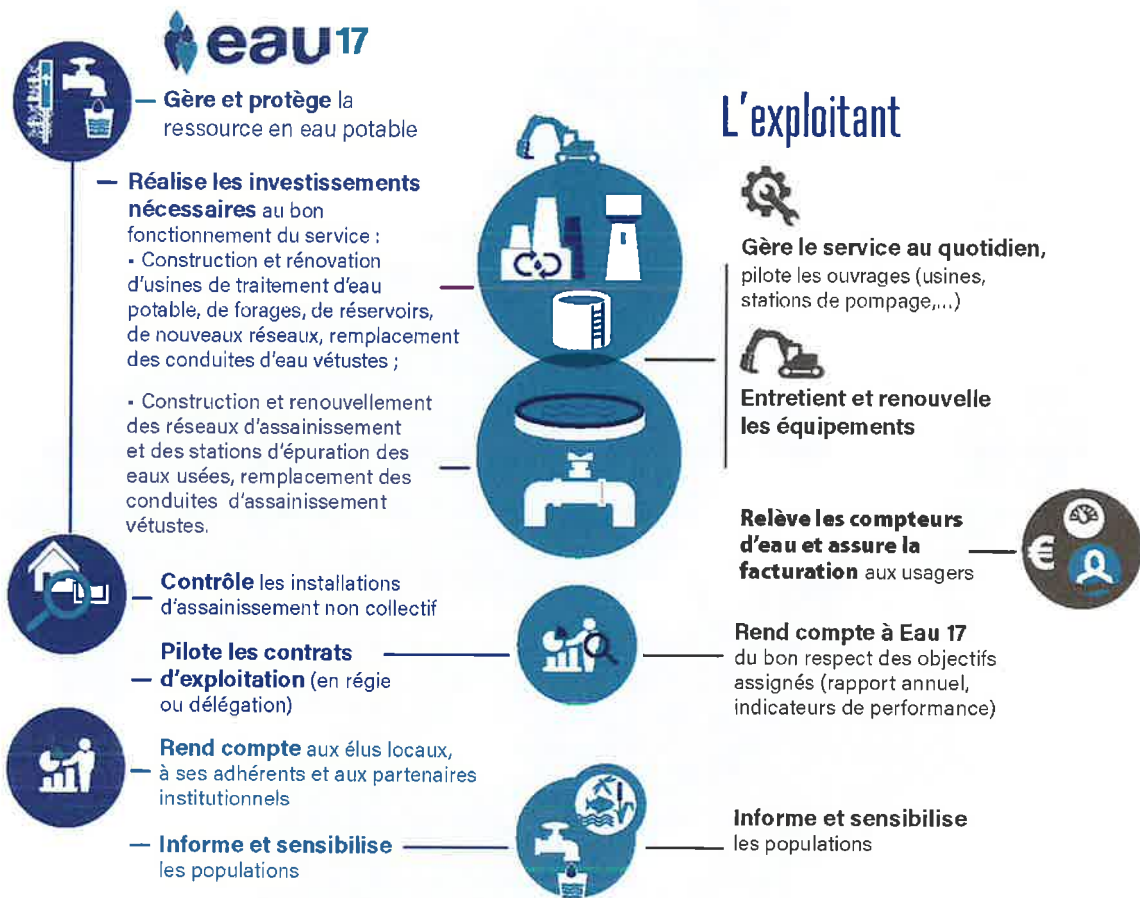 eau17
Gère et protège la
ressource en eau potable
Réalise les investissements
nécessaires au bon
fonctionnement du service :
- Construction et rénovation
d'usines de traitement d'eau
potable, de forages, de réservoirs,
de nouveaux réseaux, remplacement
des conduites d'eau vétustes ;
- Construction et renouvellement
des réseaux d'assainissement
et des stations d'épuration des
eaux usées, remplacement des
conduites d'assainissement
vétustes.
Contrôle les installations
d'assainissement non collectif
Pilote les contrats
d'exploitation (en régie
ou délégation)
Rend compte aux élus locaux,
à ses adhérents et aux partenaires
institutionnels
Informe et sensibilise
les populations
L'exploitant
Gère le service au quotidien,
pilote les ouvrages (usines,
stations de pompage,...)
Entretient et renouvelle
les équipements
Relève les compteurs
d'eau et assure la
facturation aux usagers
€
Rend compte à Eau 17
du bon respect des objectifs
assignés (rapport annuel,
indicateurs de performance)
Informe et sensibilise
les populations